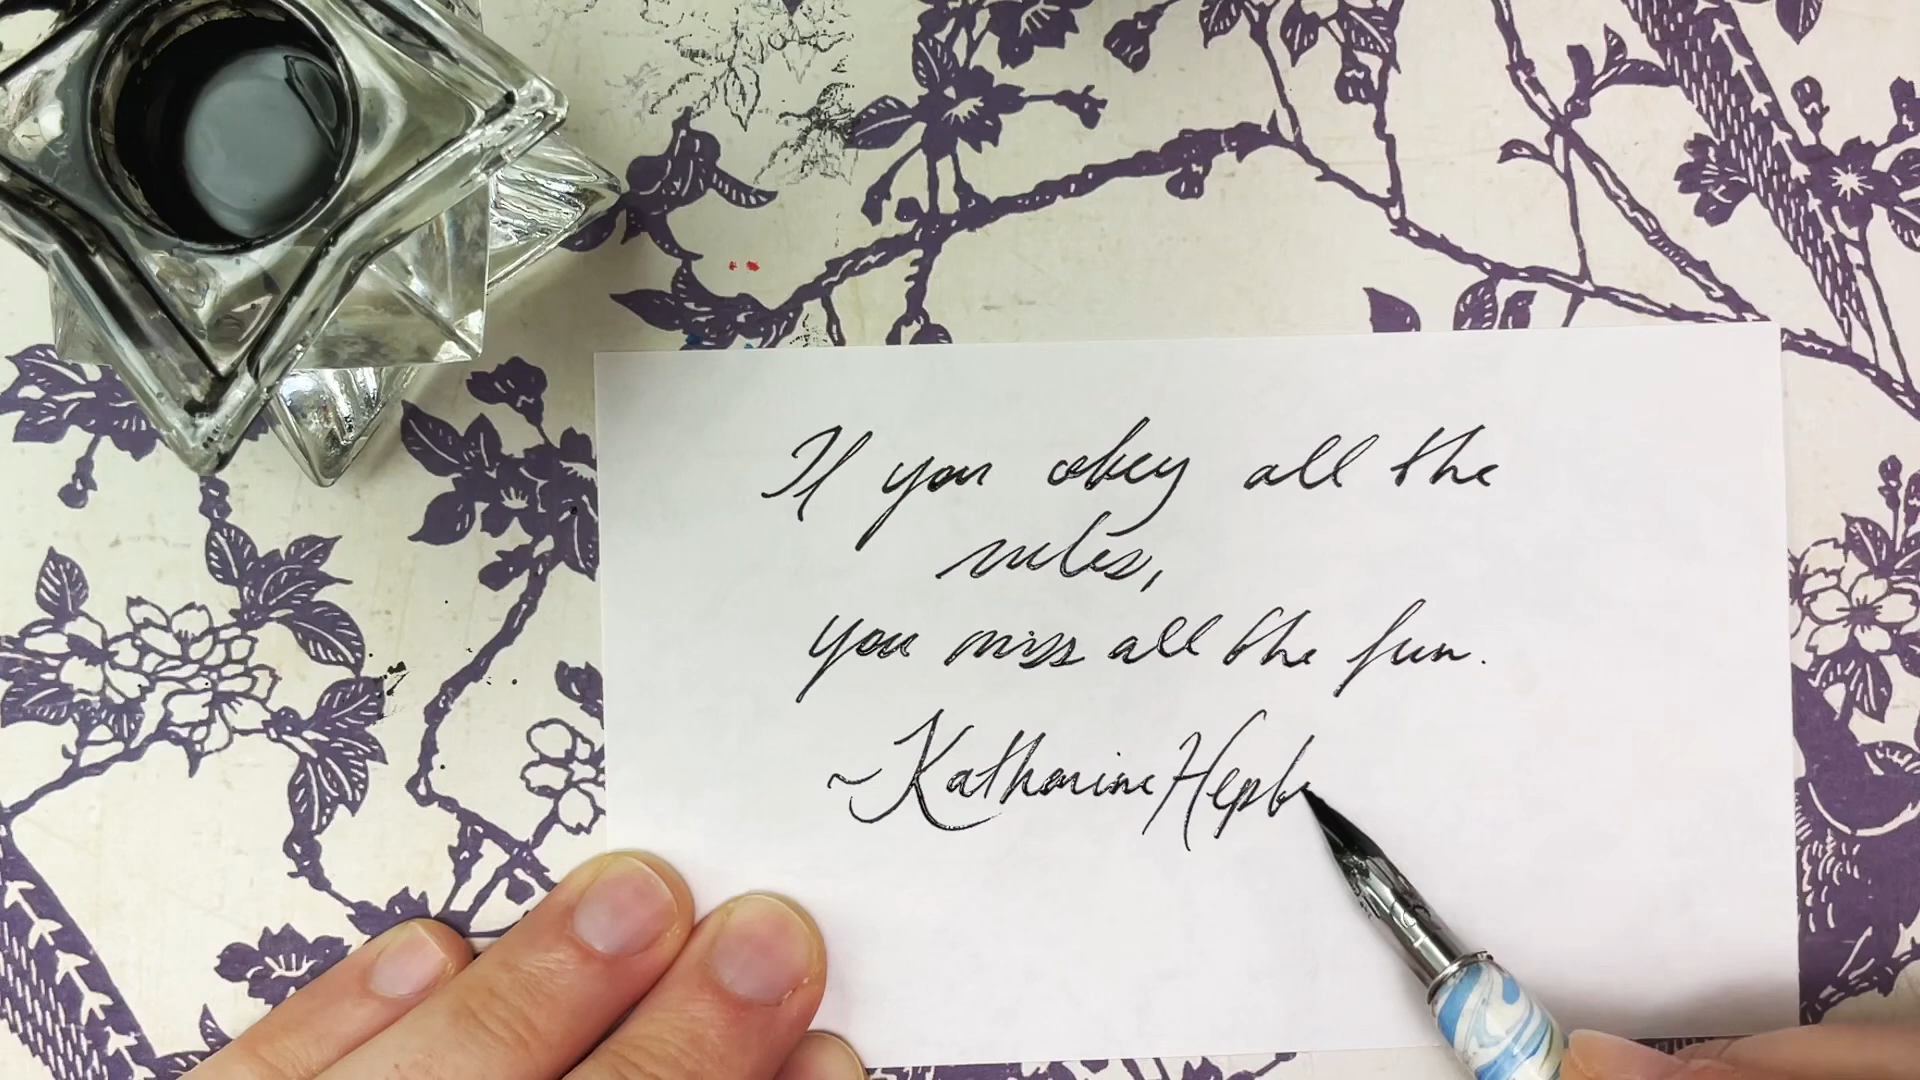 If you obey all the
rules,
you miss all the fun.
~Katharine Hepb